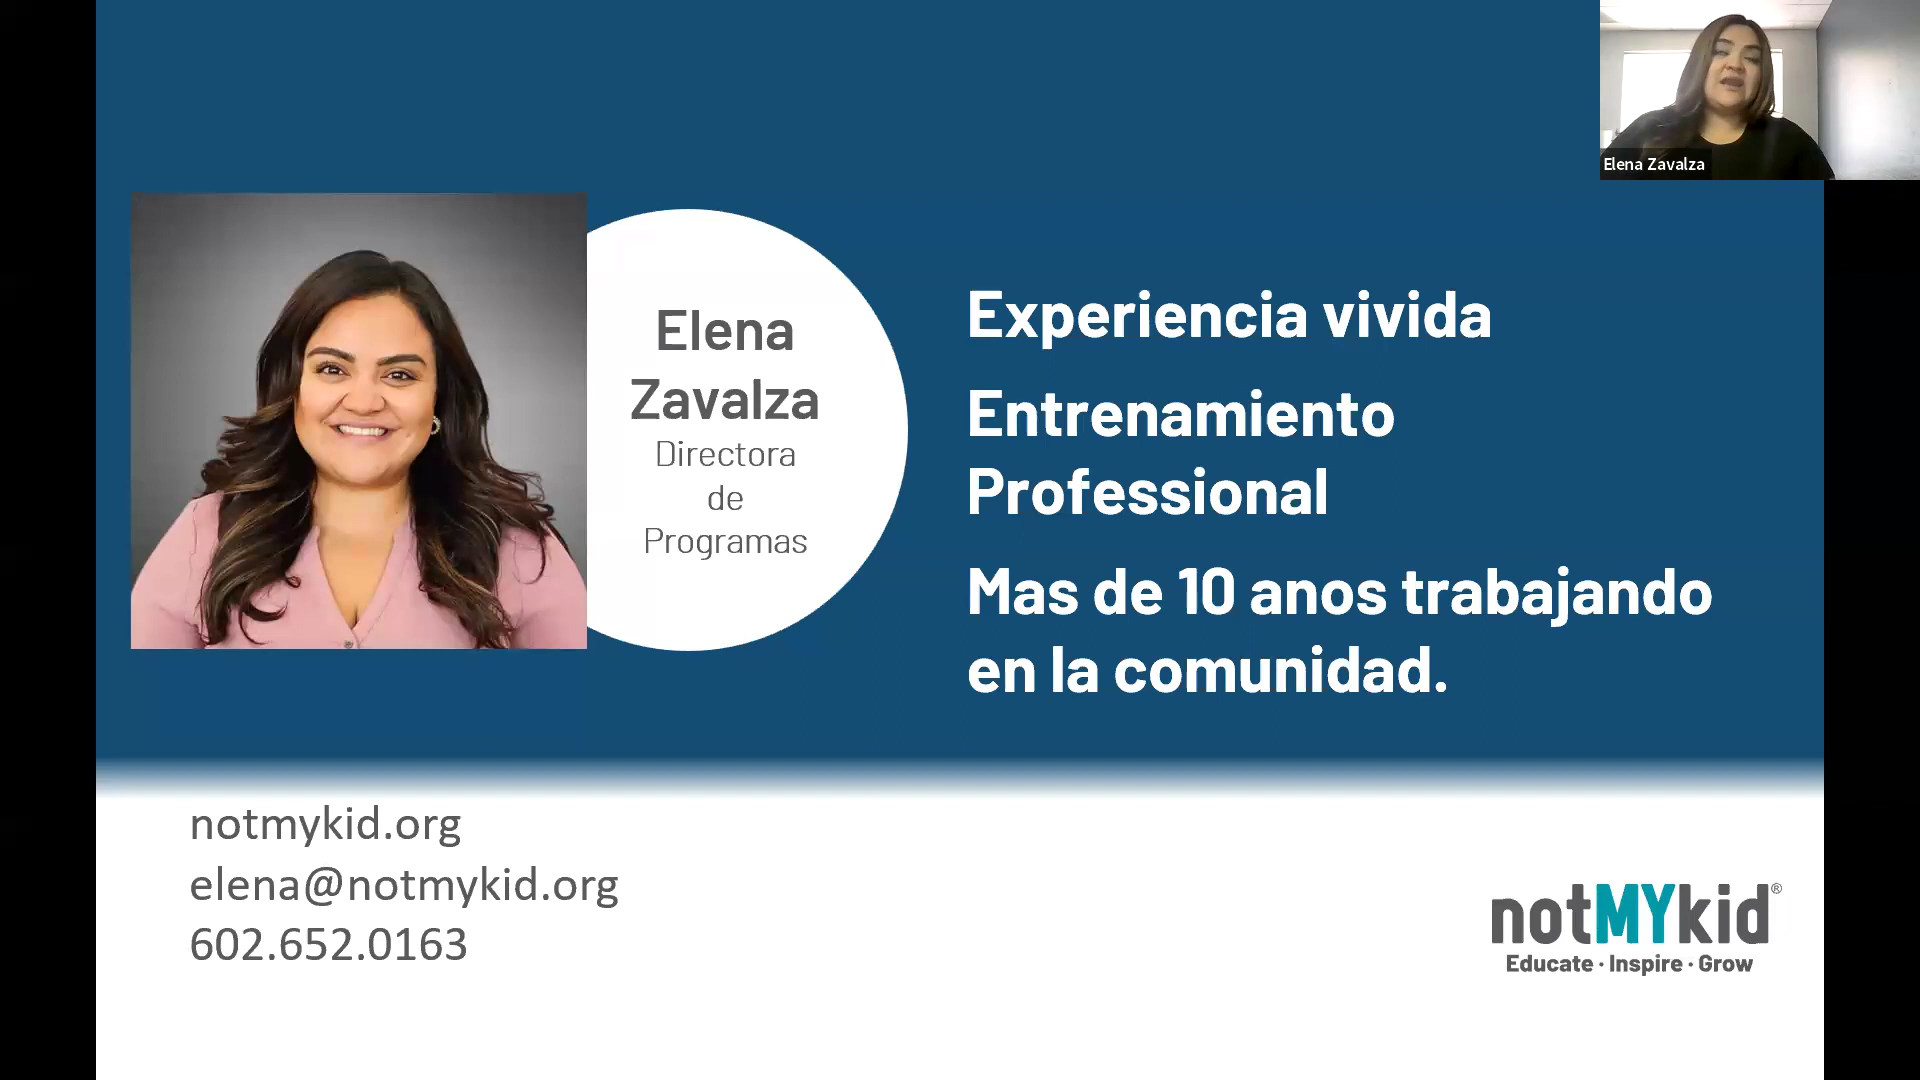 Elena Zavalza
Elena
Zavalza
Directora
de
Programas
Experiencia vivida
Entrenamiento
Professional
Mas de 10 anos trabajando
en la comunidad.
notmykid.org
elena@notmykid.org
602.652.0163
notMYkid®
Educate · Inspire · Grow